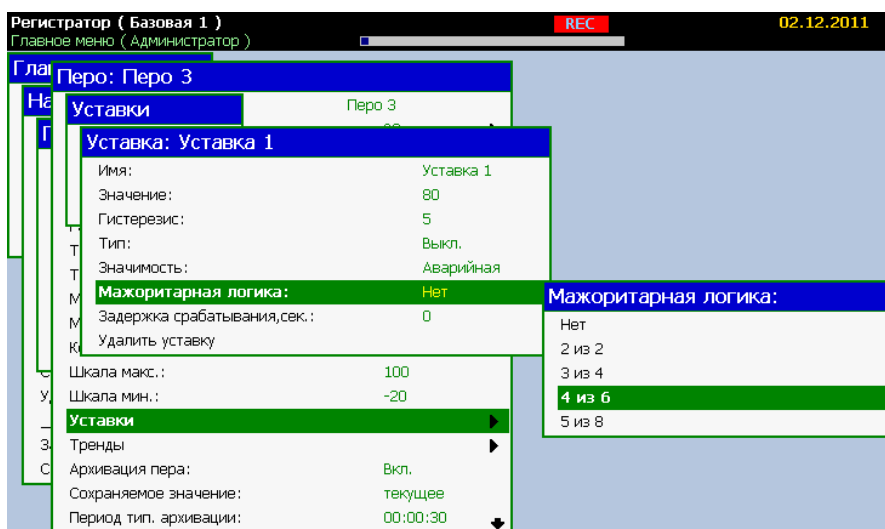 Регистратор ( Базовая 1 )
REC
02.12.2011
Главное меню ( Администратор )
Перо: Перо 3
Уставки
Перо 3
Уставка: Уставка 1
Имя: Уставка 1
Значение: 80
Гистерезис: 5
Тип: Выкл.
Значимость: Аварийная
Мажоритарная логика: Нет
Задержка срабатывания,сек.: 0
Удалить уставку
Мажоритарная логика:
Нет
2 из 2
3 из 4
4 из 6
5 из 8
Шкала макс.: 100
Шкала мин.: -20
Уставки
Тренды
Архивация пера: Вкл.
Сохраняемое значение: текущее
Период тип. архивации: 00:00:30